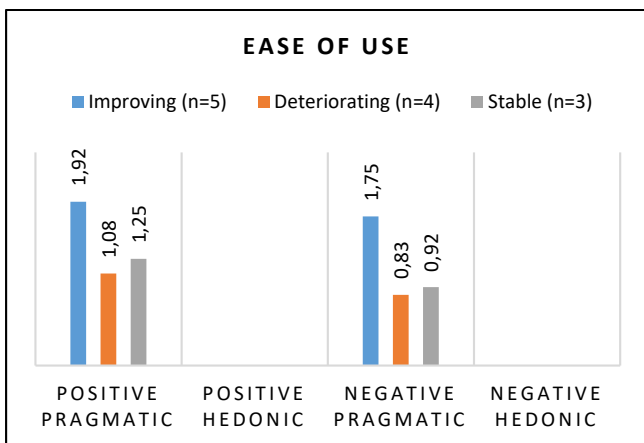 EASE OF USE
Improving (n=5) Deteriorating (n=4) Stable (n=3)
1,92
1,08
1,25
1,75
0,83
0,92
POSITIVE PRAGMATIC
POSITIVE HEDONIC
NEGATIVE PRAGMATIC
NEGATIVE HEDONIC